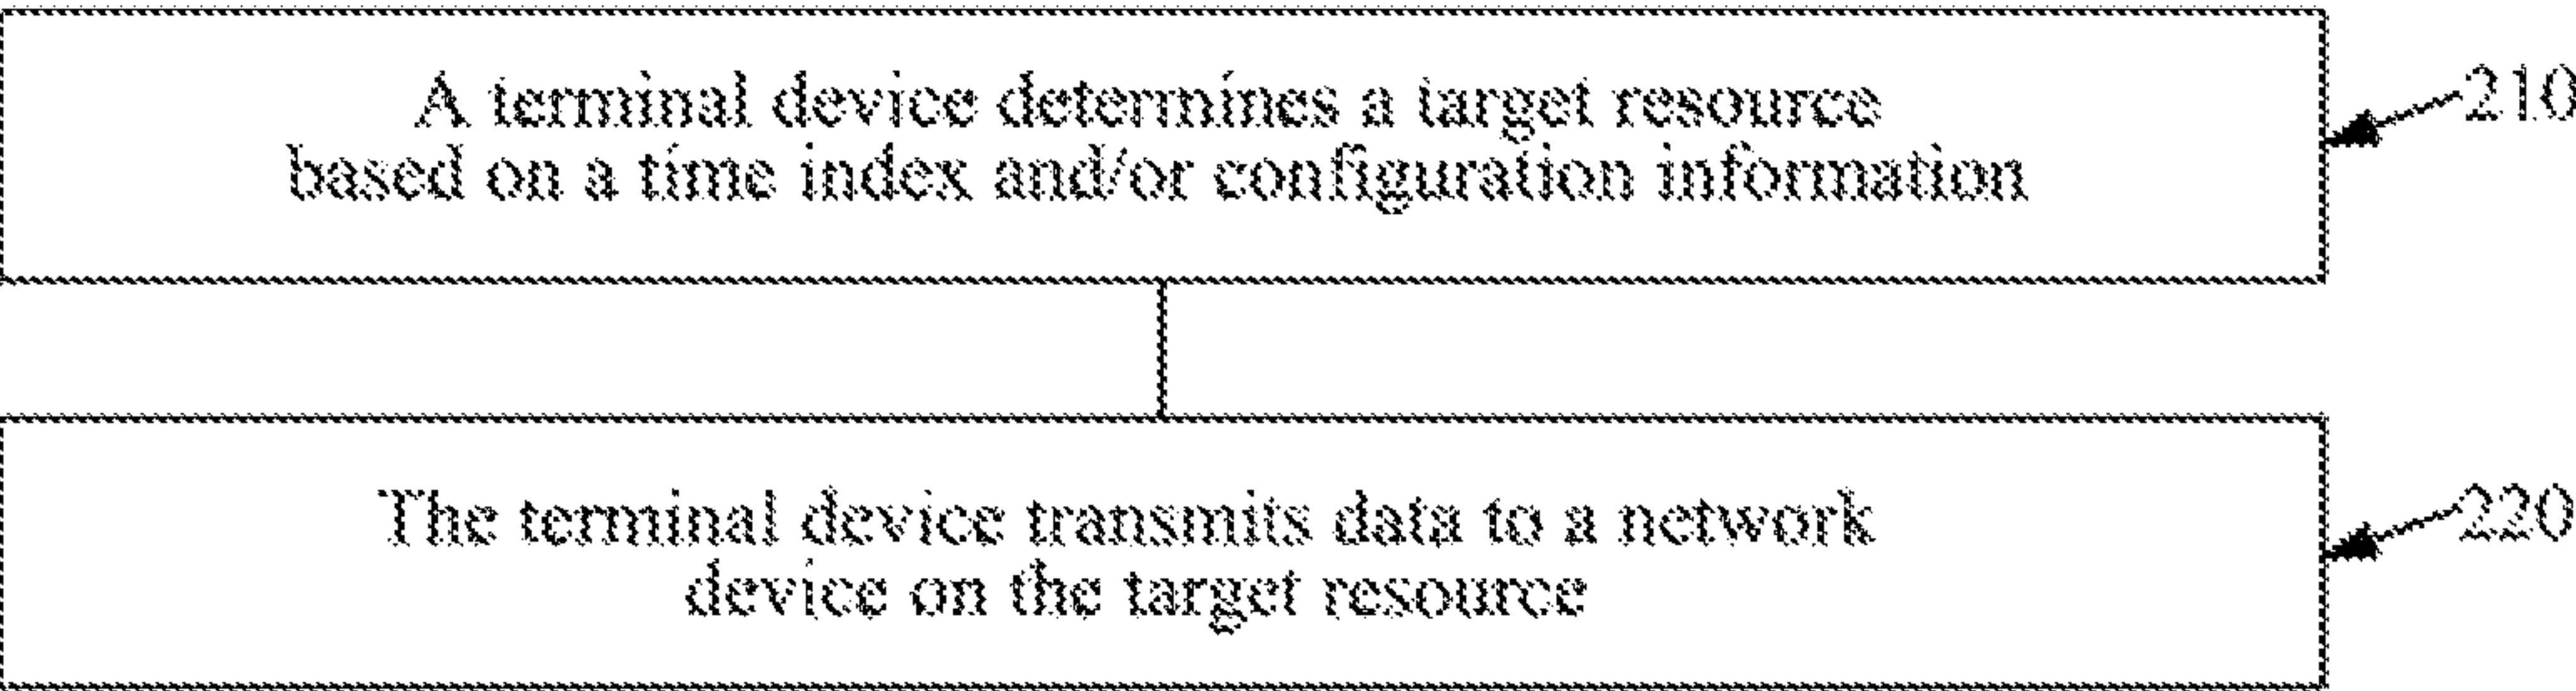 A terminal device determines a target resource
based on a time index and/or configuration information
210
The terminal device transmits data to a network
device on the target resource
220